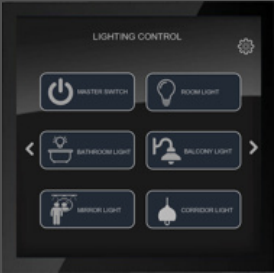 LIGHTING CONTROL
MASTER SWITCH
ROOM LIGHT
BATHROOM LIGHT
BALCONY LIGHT
MIRROR LIGHT
CORRIDOR LIGHT